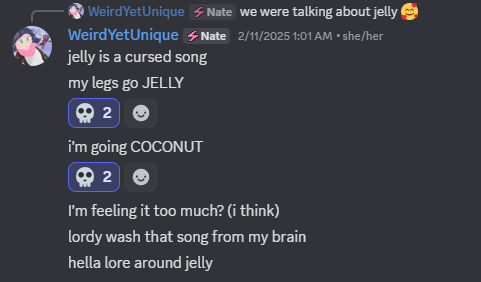 WeirdYetUnique Nate we were talking about jelly 🥰
WeirdYetUnique Nate 2/11/2025 1:01 AM • she/her
jelly is a cursed song
my legs go JELLY
💀 2
i'm going COCONUT
💀 2
I'm feeling it too much? (i think)
lordy wash that song from my brain
hella lore around jelly